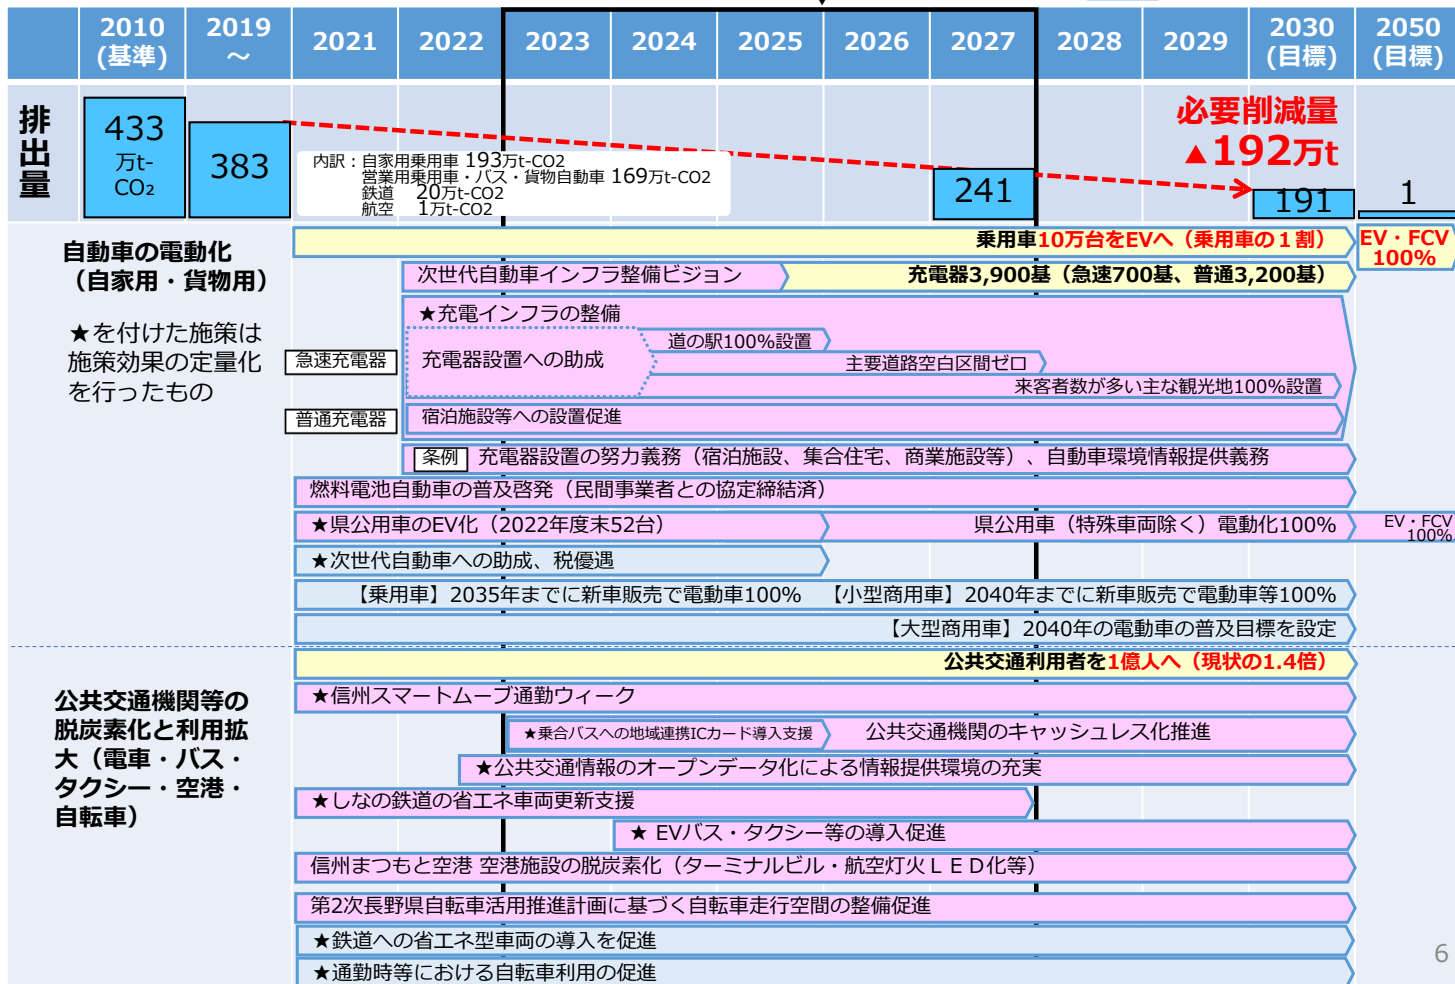 2010
(基準)
2019
～
2021
2022
2023
2024
2025
2026
2027
2028
2029
2030
(目標)
2050
(目標)
排出量
433
万t-
CO₂
383
内訳：自家用乗用車 193万t-CO2
営業用乗用車・バス・貨物自動車 169万t-CO2
鉄道 20万t-CO2
航空 1万t-CO2
241
必要削減量
▲192万t
191
1
自動車の電動化
（自家用・貨物用）
★を付けた施策は
施策効果の定量化
を行ったもの
乗用車10万台をEVへ（乗用車の１割）
EV・FCV
100%
次世代自動車インフラ整備ビジョン
充電器3,900基（急速700基、普通3,200基）
★充電インフラの整備
道の駅100%設置
急速充電器
充電器設置への助成
主要道路空白区間ゼロ
来客者数が多い主な観光地100%設置
普通充電器
宿泊施設等への設置促進
条例 充電器設置の努力義務（宿泊施設、集合住宅、商業施設等）、自動車環境情報提供義務
燃料電池自動車の普及啓発（民間事業者との協定締結済）
★県公用車のEV化（2022年度末52台）
県公用車（特殊車両除く）電動化100%
EV・FCV
100%
★次世代自動車への助成、税優遇
【乗用車】2035年までに新車販売で電動車100% 【小型商用車】2040年までに新車販売で電動車等100%
【大型商用車】2040年の電動車の普及目標を設定
公共交通機関等の
脱炭素化と利用拡
大（電車・バス・
タクシー・空港・
自転車）
公共交通利用者を1億人へ（現状の1.4倍）
★信州スマートムーブ通勤ウィーク
★乗合バスへの地域連携ICカード導入支援
公共交通機関のキャッシュレス化推進
★公共交通情報のオープンデータ化による情報提供環境の充実
★しなの鉄道の省エネ車両更新支援
★ EVバス・タクシー等の導入促進
信州まつもと空港 空港施設の脱炭素化（ターミナルビル・航空灯火ＬＥＤ化等）
第2次長野県自転車活用推進計画に基づく自転車走行空間の整備促進
★鉄道への省エネ型車両の導入を促進
★通勤時等における自転車利用の促進
6